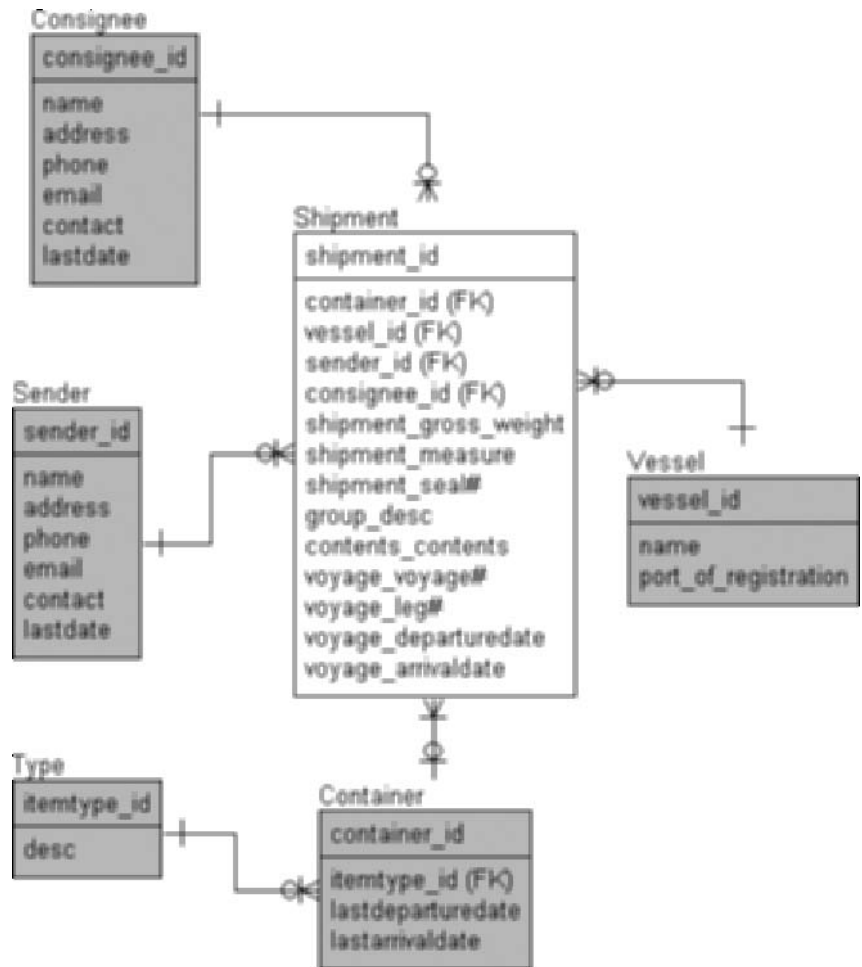 Consignee
consignee_id
name
address
phone
email
contact
lastdate
Shipment
shipment_id
container_id (FK)
vessel_id (FK)
sender_id (FK)
consignee_id (FK)
shipment_gross_weight
shipment_measure
shipment_seal#
group_desc
contents_contents
voyage_voyage#
voyage_leg#
voyage_departuredate
voyage_arrivaldate
Sender
sender_id
name
address
phone
email
contact
lastdate
Vessel
vessel_id
name
port_of_registration
Type
itemtype_id
desc
Container
container_id
itemtype_id (FK)
lastdeparturedate
lastarrivaldate